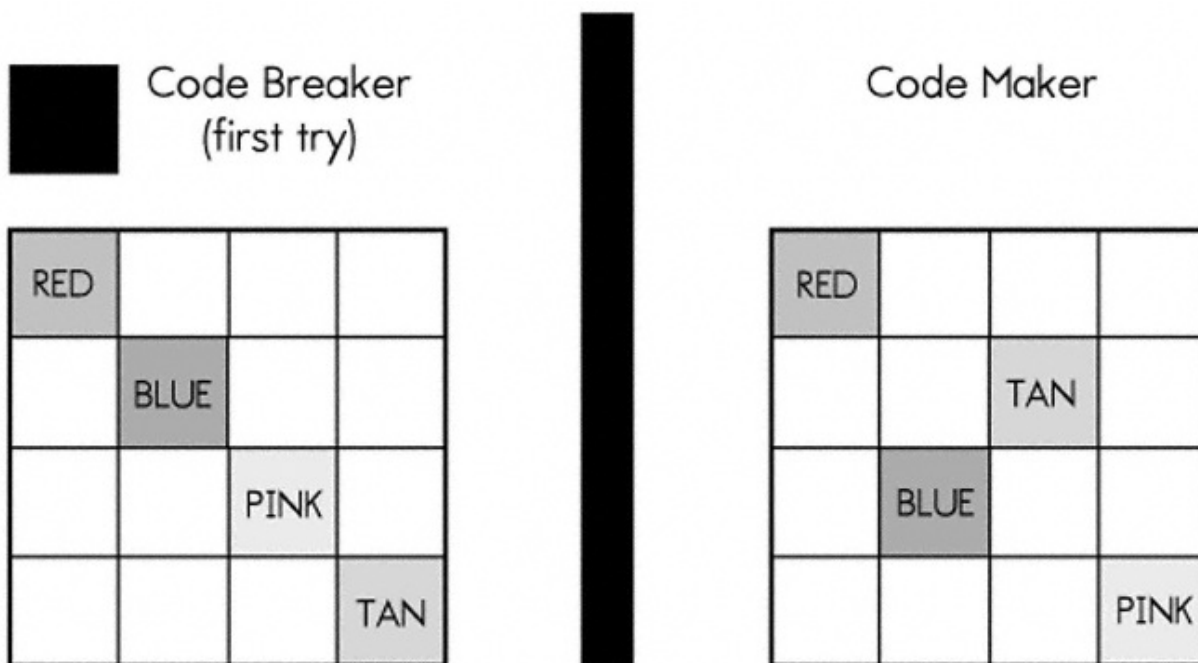 Code Breaker
(first try)
Code Maker
RED
BLUE
PINK
TAN
RED
TAN
BLUE
PINK